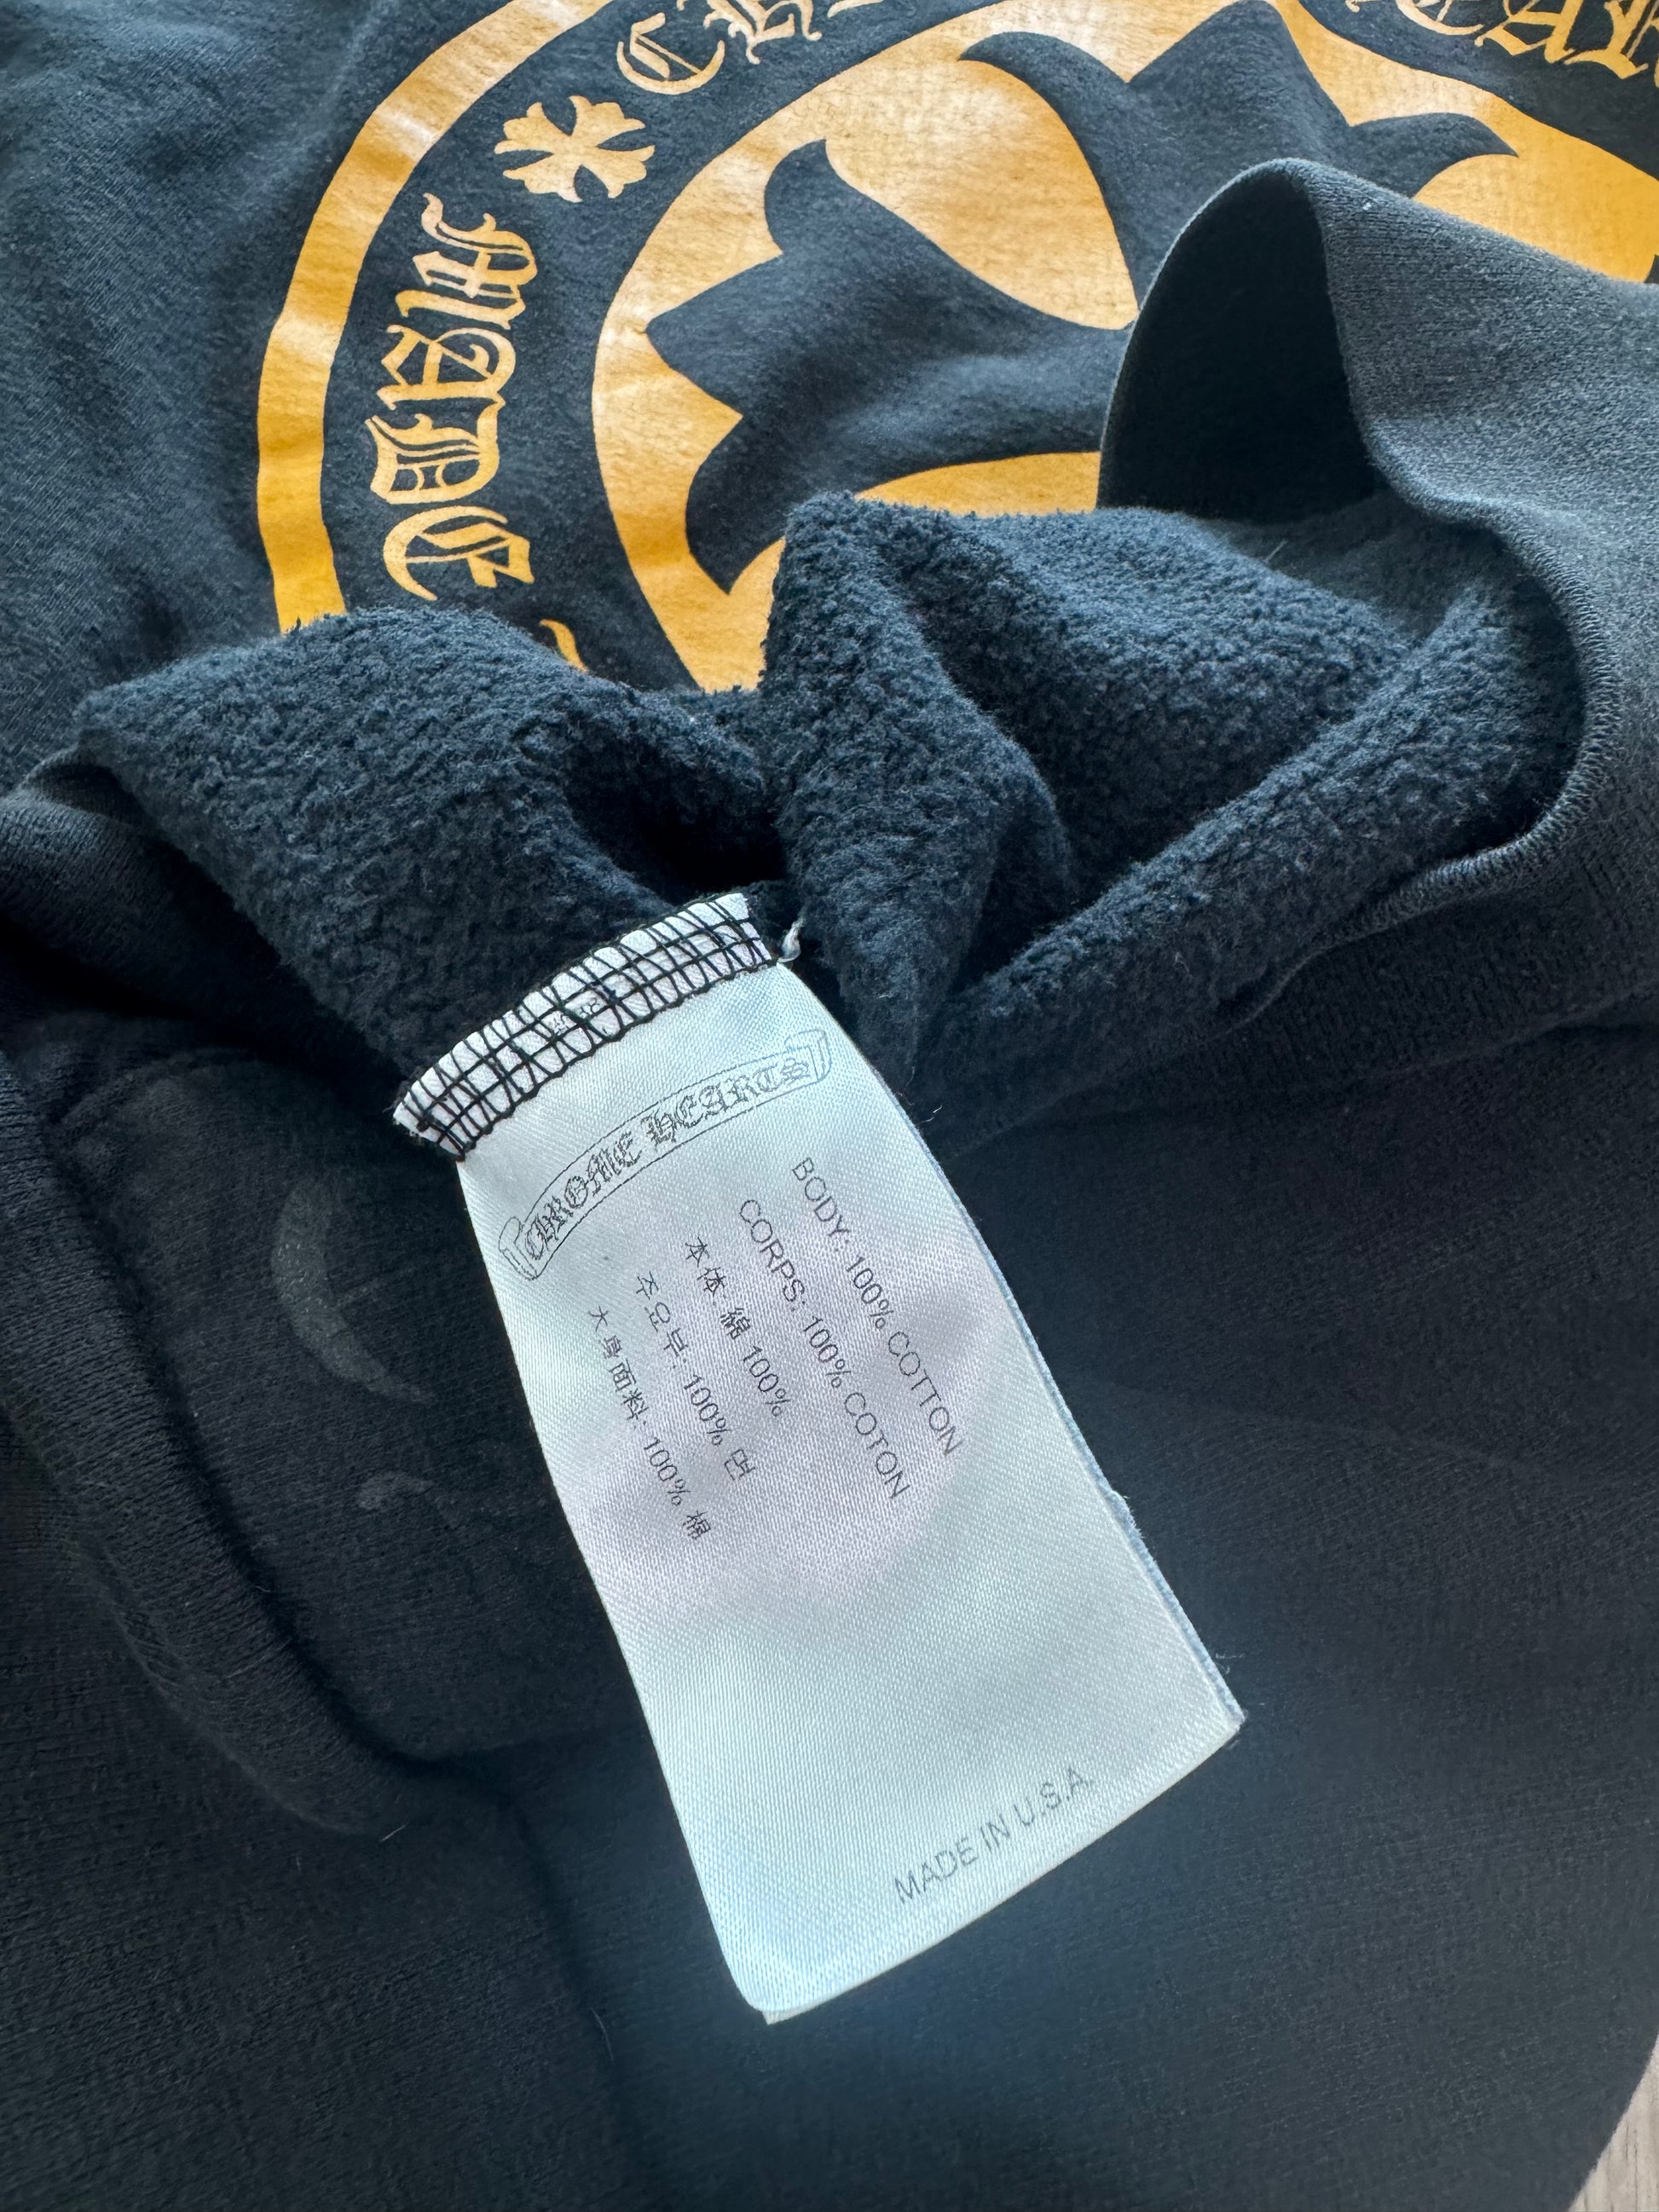 MADE
CHROME HEARTS
BODY: 100% COTTON
CORPS: 100% COTON
本体: 綿 100%
주요부: 100% 면
大身面料: 100% 棉
MADE IN U.S.A.